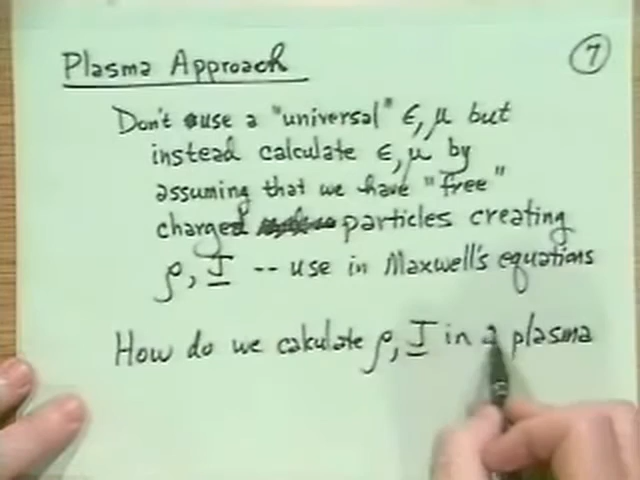 Plasma Approach
7
Don't use a "universal" ϵ, μ but
instead calculate ϵ, μ by
assuming that we have "free"
charged particles creating
ρ, J -- use in Maxwell's equations
How do we cakulate ρ, J in a plasma